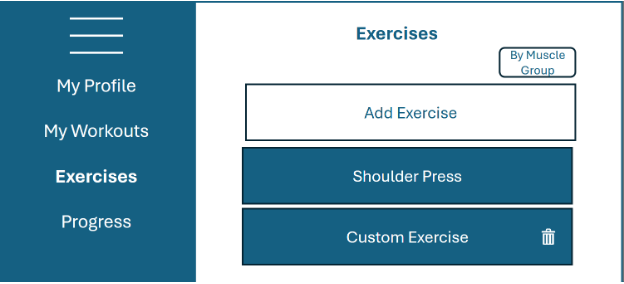 My Profile
My Workouts
Exercises
Progress
Exercises
By Muscle
Group
Add Exercise
Shoulder Press
Custom Exercise